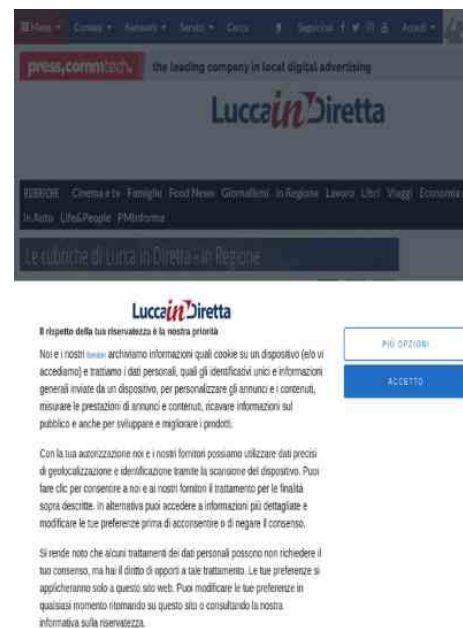 Menu Comuni Network Servizi Cerca Seguici su Accedi
press,commtech. the leading company in local digital advertising
LuccainDiretta
RUBRICHE Cinema e tv Famiglie Food News Giornalismi In Regione Lavoro Libri Viaggi Economia
In Auto Life&People PMInforma
Le rubriche di Lucca in Diretta - In Regione
LuccainDiretta
Il rispetto della tua riservatezza è la nostra priorità
Noi e i nostri fornitori archiviamo informazioni quali cookie su un dispositivo (e/o vi
accediamo) e trattiamo i dati personali, quali gli identificativi unici e informazioni
generali inviate da un dispositivo, per personalizzare gli annunci e i contenuti,
misurare le prestazioni di annunci e contenuti, ricavare informazioni sul
pubblico e anche per sviluppare e migliorare i prodotti.
Con la tua autorizzazione noi e i nostri fornitori possiamo utilizzare dati precisi
di geolocalizzazione e identificazione tramite la scansione del dispositivo. Puoi
fare clic per consentire a noi e ai nostri fornitori il trattamento per le finalità
sopra descritte. In alternativa puoi accedere a informazioni più dettagliate e
modificare le tue preferenze prima di acconsentire o di negare il consenso.
Si rende noto che alcuni trattamenti dei dati personali possono non richiedere il
tuo consenso, ma hai il diritto di opporti a tale trattamento. Le tue preferenze si
applicheranno solo a questo sito web. Puoi modificare le tue preferenze in
qualsiasi momento ritornando su questo sito o consultando la nostra
informativa sulla riservatezza.
PIÙ OPZIONI
ACCETTO